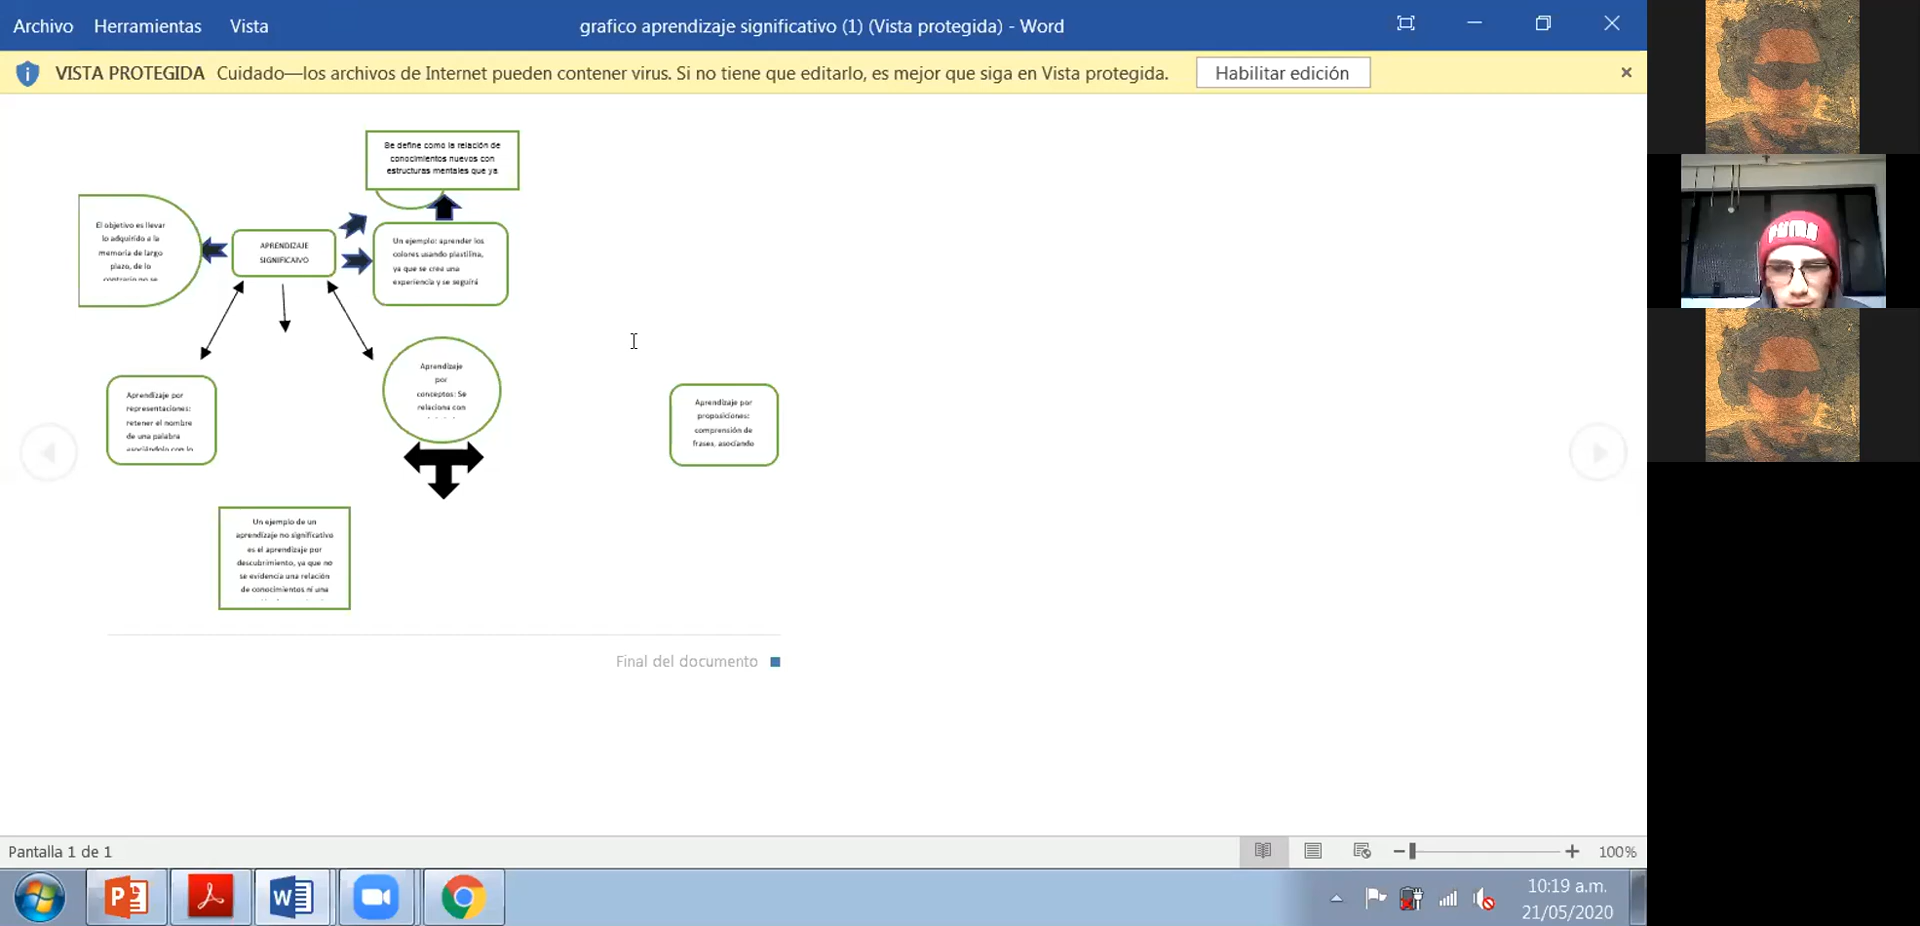 Archivo Herramientas Vista
grafico aprendizaje significativo (1) (Vista protegida) - Word
VISTA PROTEGIDA Cuidado—los archivos de Internet pueden contener virus. Si no tiene que editarlo, es mejor que siga en Vista protegida. Habilitar edición
Se define como la relación de
conocimientos nuevos con
estructuras mentales que ya
El objetivo es llevar
lo adquirido a la
memoria de largo
plazo, de lo
contrario no se
APRENDIZAJE
SIGNIFICAIVO
Un ejemplo: aprender los
colores usando plastilina,
ya que se crea una
experiencia y se seguirá
Aprendizaje por
representaciones:
retener el nombre
de una palabra
asociándolo con lo
Aprendizaje
por
conceptos: Se
relaciona con
Aprendizaje por
proposiciones:
comprensión de
frases, asociando
Un ejemplo de un
aprendizaje no significativo
es el aprendizaje por
descubrimiento, ya que no
se evidencia una relación
de conocimientos ni una
Final del documento
Pantalla 1 de 1
100%
10:19 a.m.
21/05/2020